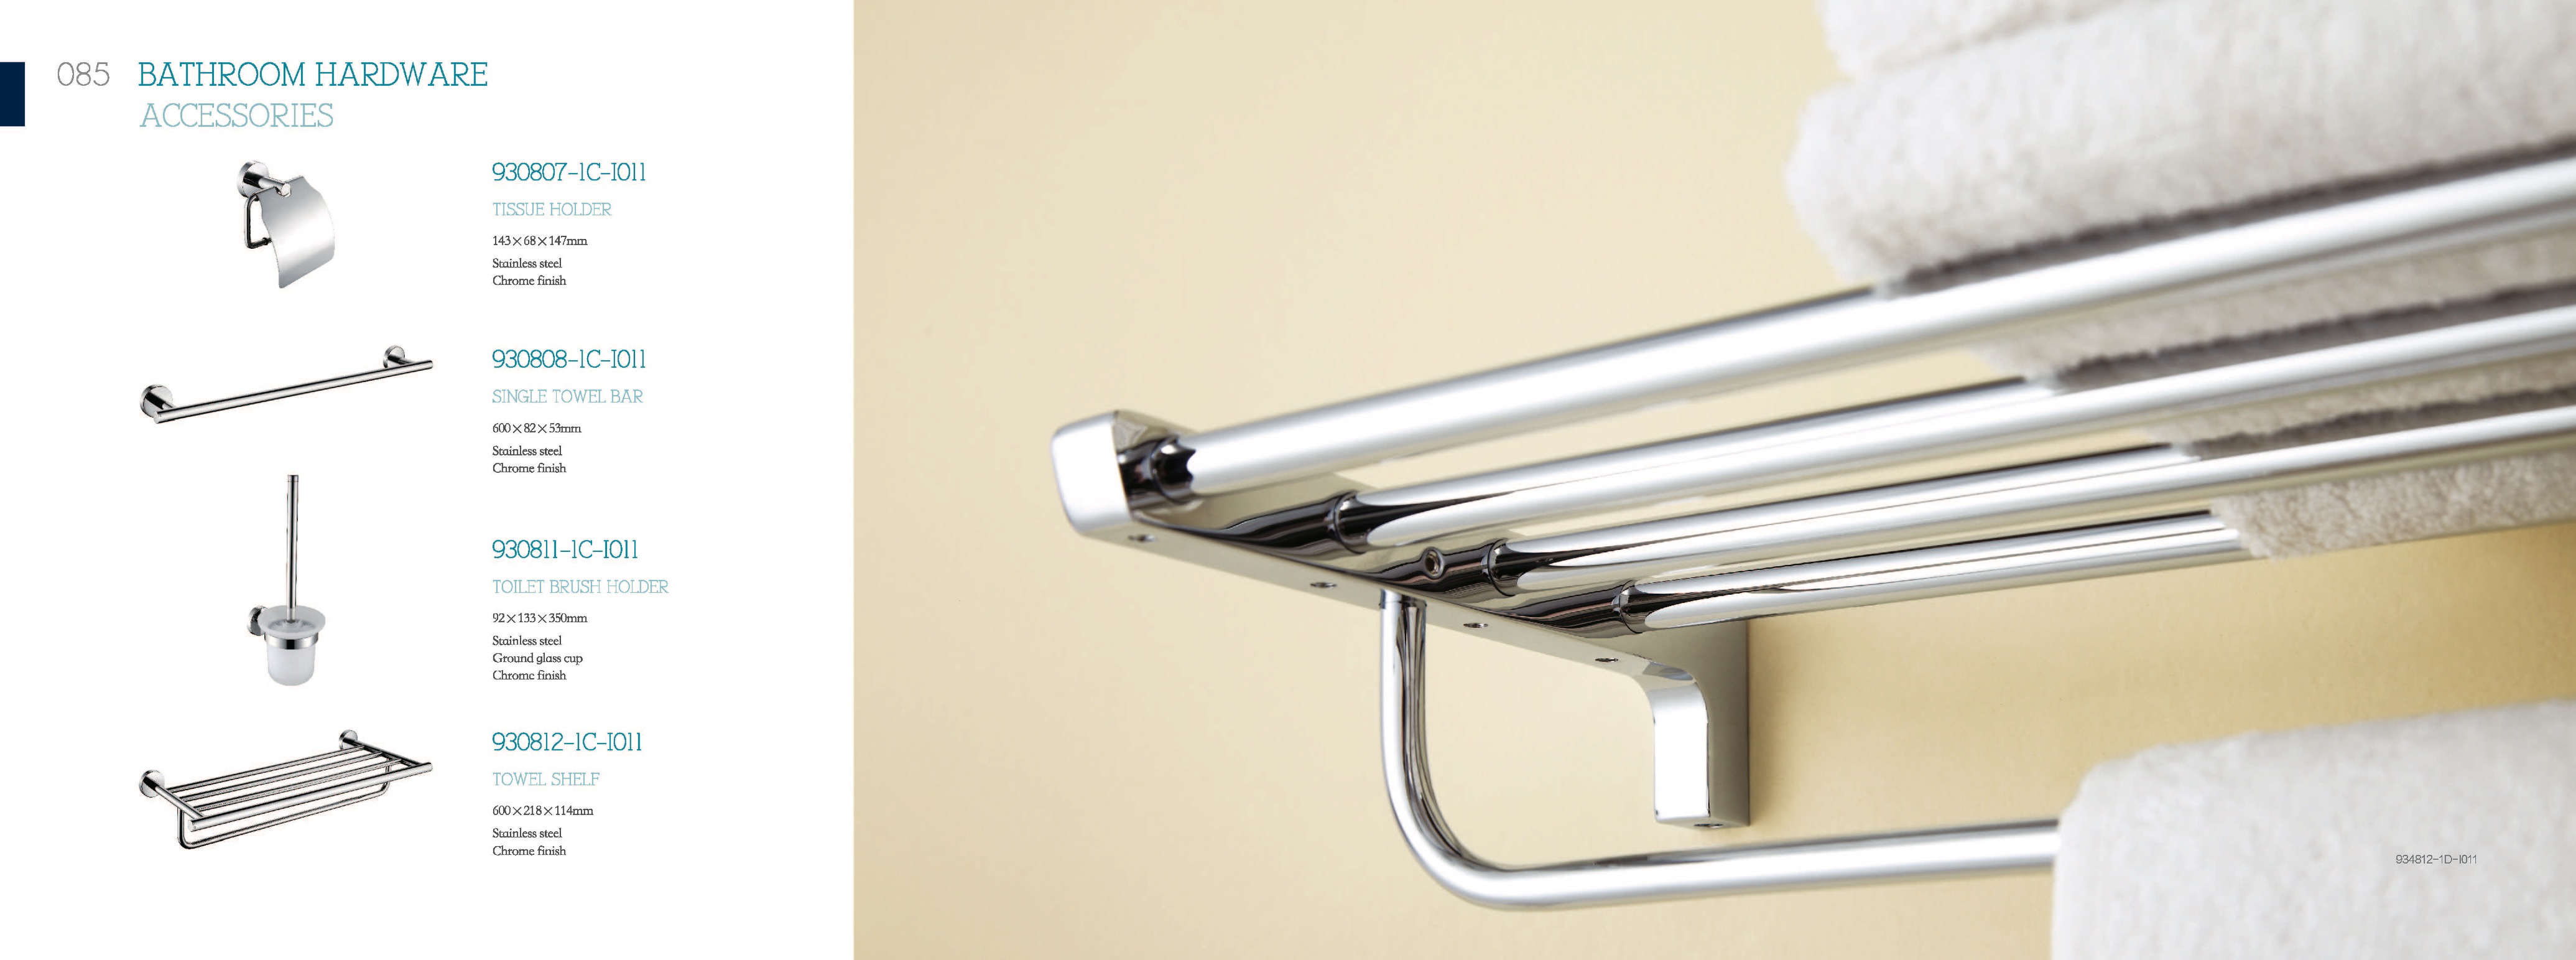 085 BATHROOM HARDWARE
ACCESSORIES
930807-1C-I011
TISSUE HOLDER
143×68×147mm
Stainless steel
Chrome finish
930808-1C-I011
SINGLE TOWEL BAR
600×82×53mm
Stainless steel
Chrome finish
930811-1C-I011
TOILET BRUSH HOLDER
92×133×350mm
Stainless steel
Ground glass cup
Chrome finish
930812-1C-I011
TOWEL SHELF
600×218×114mm
Stainless steel
Chrome finish
934812-1D-I011